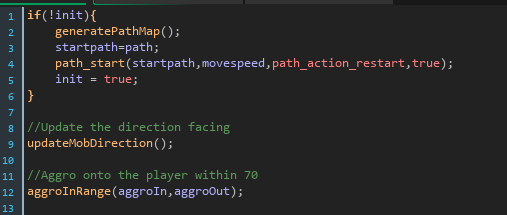 1 if(!init){
2     generatePathMap();
3     startpath=path;
4     path_start(startpath,movespeed,path_action_restart,true);
5     init = true;
6 }
7
8 //Update the direction facing
9 updateMobDirection();
10
11 //Aggro onto the player within 70
12 aggroInRange(aggroIn,aggroOut);
13